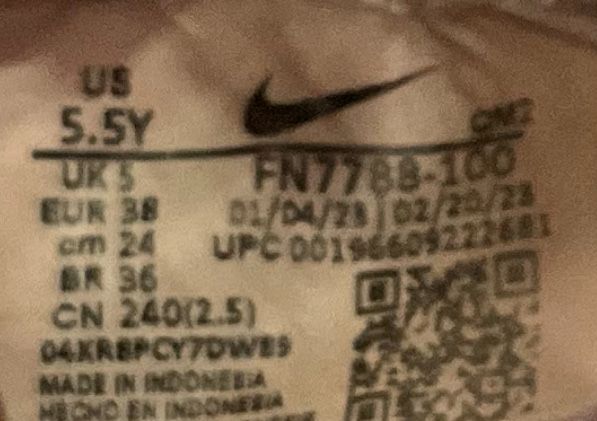 US
5.5Y
UK 5
EUR 38
cm 24
BR 36
CN 240(2.5)
MADE IN INDONESIA
HECHO EN INDONESIA
FN7788-100
01/04/23 | 02/20/23
UPC